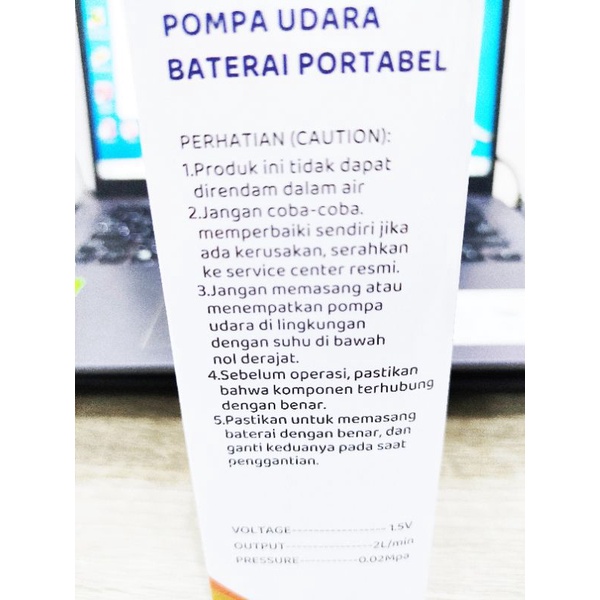 POMPA UDARA
BATERAI PORTABEL
PERHATIAN (CAUTION):
1.Produk ini tidak dapat
direndam dalam air
2.Jangan coba-coba.
memperbaiki sendiri jika
ada kerusakan, serahkan
ke service center resmi.
3.Jangan memasang atau
menempatkan pompa
udara di lingkungan
dengan suhu di bawah
nol derajat.
4.Sebelum operasi, pastikan
bahwa komponen terhubung
dengan benar.
5.Pastikan untuk memasang
baterai dengan benar, dan
ganti keduanya pada saat
penggantian.
VOLTAGE------------------- 1.5V
OUTPUT------------------2L/min
PRESSURE------------0.02Mpa